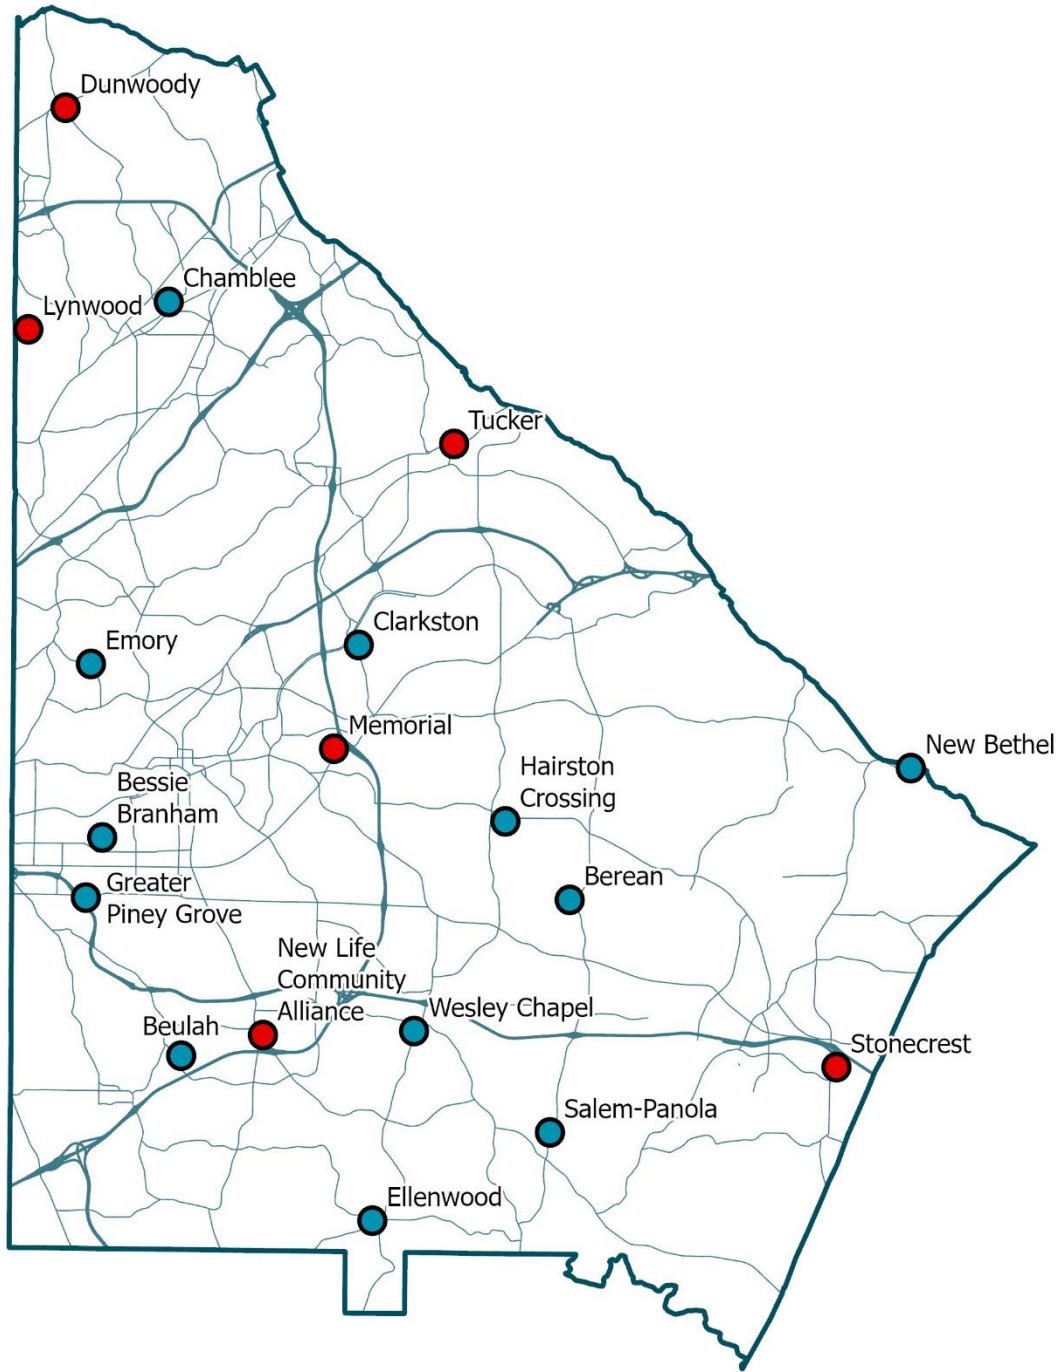 Dunwoody
Chamblee
Lynwood
Tucker
Clarkston
Emory
Memorial
New Bethel
Hairston
Crossing
Bessie
Branham
Berean
Greater
Piney Grove
New Life
Community
Alliance
Wesley Chapel
Beulah
Stonecrest
Salem-Panola
Ellenwood